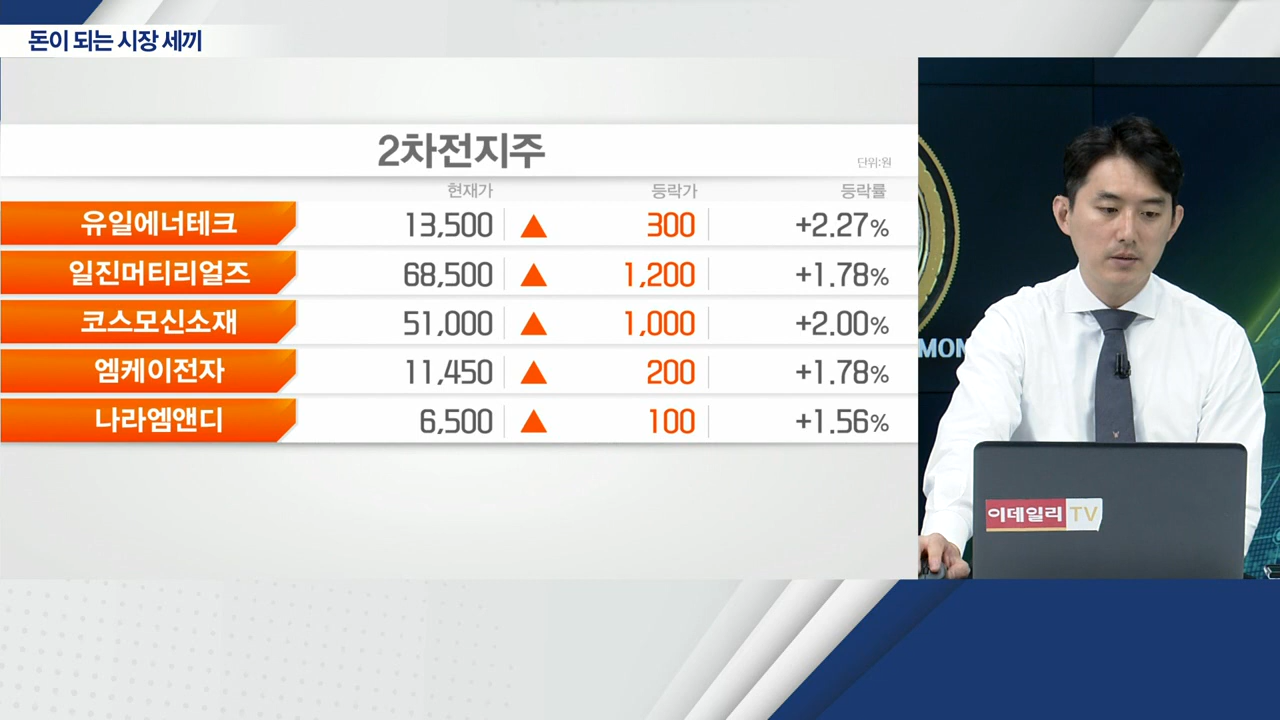 돈이 되는 시장 세끼
2차전지주
단위:원
현재가 등락가 등락률
유일에너테크 13,500 ▲ 300 +2.27%
일진머티리얼즈 68,500 ▲ 1,200 +1.78%
코스모신소재 51,000 ▲ 1,000 +2.00%
엠케이전자 11,450 ▲ 200 +1.78%
나라엠앤디 6,500 ▲ 100 +1.56%
MON
이데일리 TV